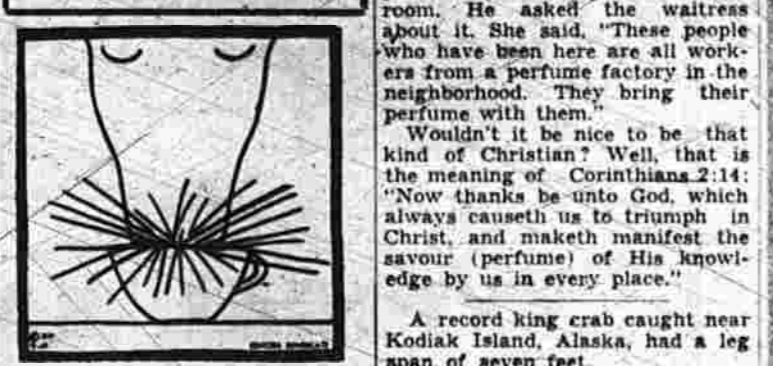 room. He asked the waitress
about it. She said, "These people
who have been here are all work-
ers from a perfume factory in the
neighborhood. They bring their
perfume with them."
Wouldn't it be nice to be that
kind of Christian? Well, that is
the meaning of Corinthians 2:14:
"Now thanks be unto God, which
always causeth us to triumph in
Christ, and maketh manifest the
savour (perfume) of His knowl-
edge by us in every place."
A record king crab caught near
Kodiak Island, Alaska, had a leg
span of seven feet.